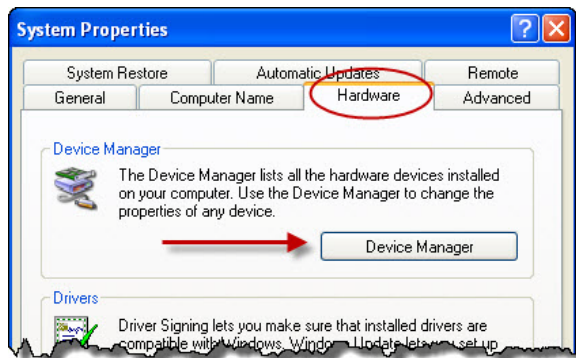 System Properties
System Restore Automatic Updates Remote
General Computer Name Hardware Advanced
Device Manager
The Device Manager lists all the hardware devices installed
on your computer. Use the Device Manager to change the
properties of any device.
Device Manager
Drivers
Driver Signing lets you make sure that installed drivers are
compatible with Windows. Windows Update lets you set up